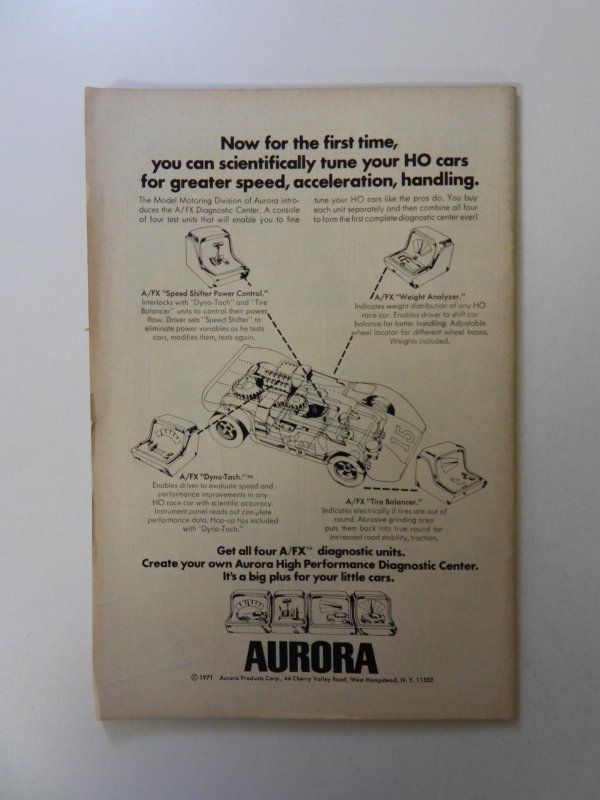 Now for the first time,
you can scientifically tune your HO cars
for greater speed, acceleration, handling.
The Model Motoring Division of Aurora intro-
duces the A/FX Diagnostic Center. A console
of four test units that will enable you to fine
tune your HO cars like the pros do. You buy
each unit separately and then combine all four
to form the first complete diagnostic center ever!
A/FX "Speed Shifter Power Control."
Interlocks with "Dyno-Tach" and "Tire
Balancer" units to control their power
flow. Driver sets "Speed Shifter" to
eliminate power variables as he tests
cars, modifies them, tests again.
A/FX "Weight Analyzer."
Indicates weight distribution of any HO
race car. Enables driver to shift car
balance for better handling. Adjustable
wheel locator for different wheel bases.
Weights included.
15
A/FX "Dyno-Tach."™
Enables driver to evaluate speed and
performance improvements in any
HO race car with scientific accuracy.
Instrument panel reads out complete
performance data. Hop-up tips included
with "Dyno-Tach."
A/FX "Tire Balancer."
Indicates electrically if tires are out of
round. Abrasive grinding area
puts them back into true round for
increased road stability, traction.
Get all four A/FX™ diagnostic units.
Create your own Aurora High Performance Diagnostic Center.
It's a big plus for your little cars.
AURORA
© 1971 Aurora Products Corp., 44 Cherry Valley Road, West Hempstead, N. Y. 11552